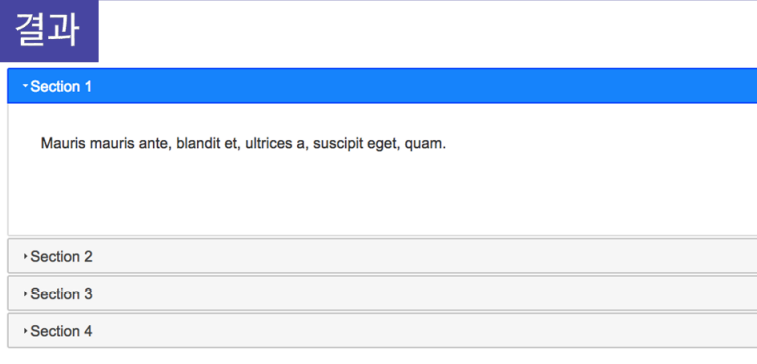 결과
Section 1
Mauris mauris ante, blandit et, ultrices a, suscipit eget, quam.
Section 2
Section 3
Section 4